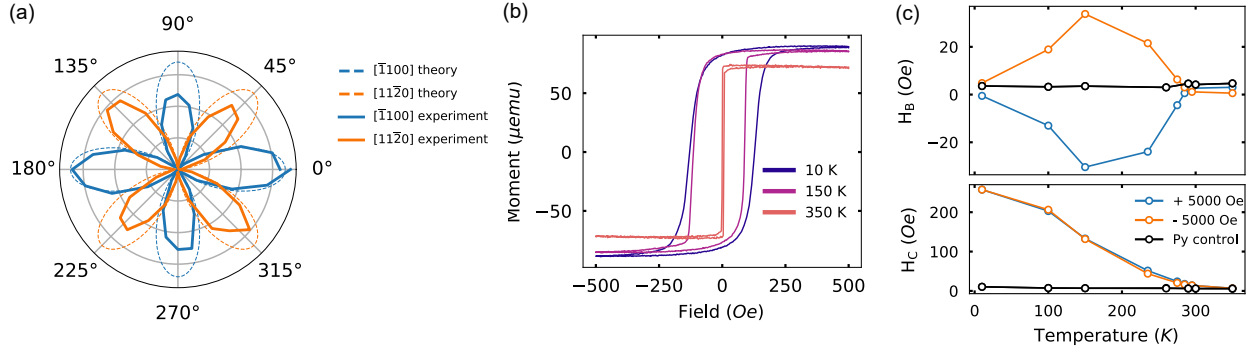 (a)
90°
135°
45°
180°
0°
225°
315°
270°
[1̅100] theory
[112̅0] theory
[1̅100] experiment
[112̅0] experiment
(b)
Moment (μemu)
50
0
−50
10 K
150 K
350 K
−500
−250
0
250
500
Field (Oe)
(c)
H_B (Oe)
20
0
−20
H_C (Oe)
200
100
0
+ 5000 Oe
- 5000 Oe
Py control
0
100
200
300
Temperature (K)